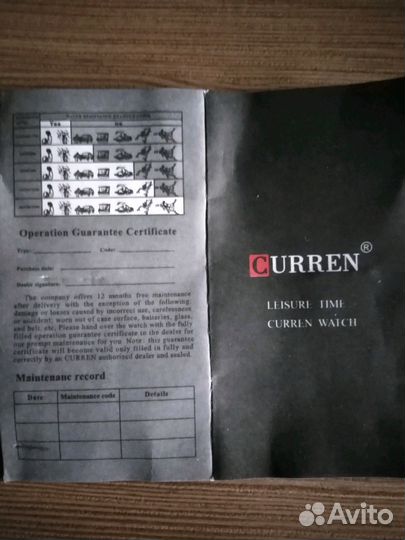 Yes
No
Operation Guarantee Certificate
Type:
Code:
Purchase date:
Dealer signature:
The company offers 12 months free maintenance
after delivery with the exception of the following:
damage or losses caused by incorrect use, carelessness
or accident; worn out of case surface, batteries, glass,
and belt, etc, Please hand over the watch with the fully
filled operation guarantee certificate to the dealer for
our prompt maintenance for you Note: this guarantee
certificate will become valid only filled in fully and
correctly by an CURREN authorised dealer and sealed.
Maintenanc record
Date
Maintenance code
Details
CURREN®
LEISURE TIME
CURREN WATCH
Avito